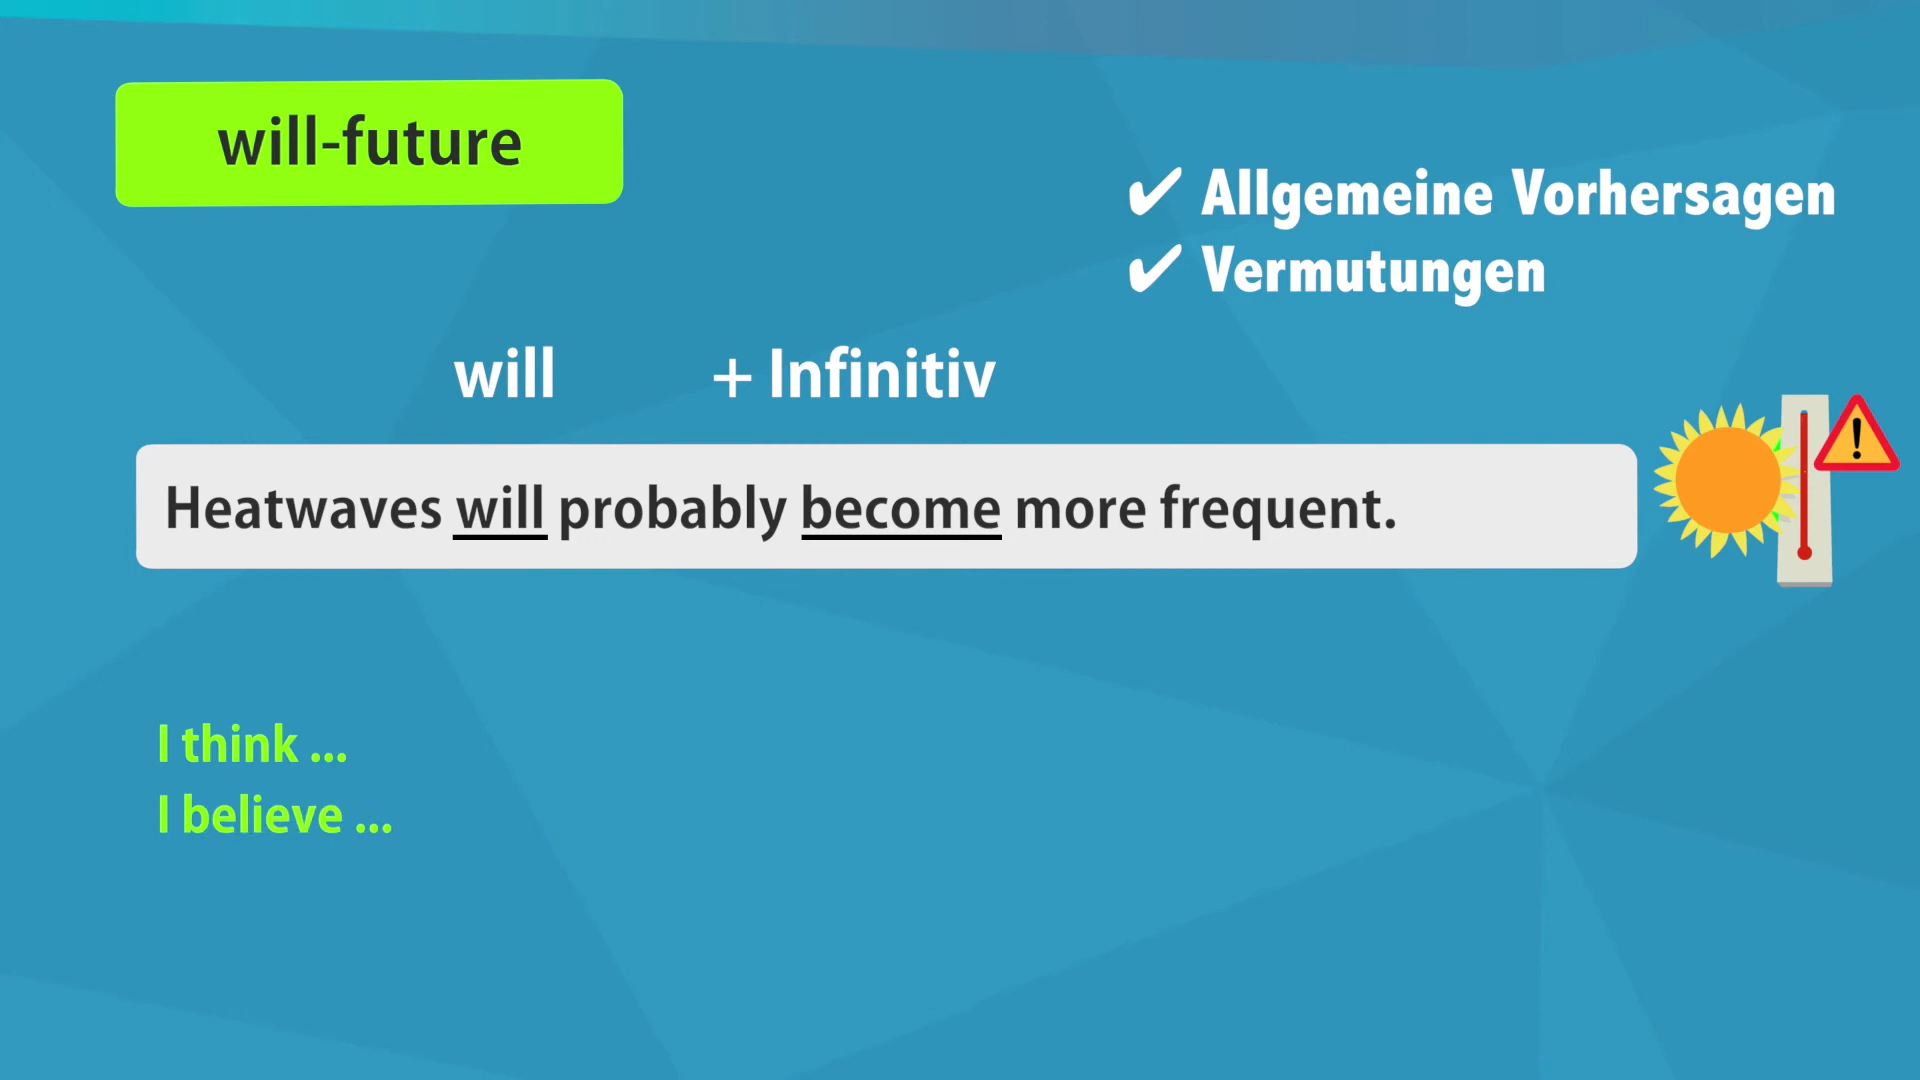 will-future
✔ Allgemeine Vorhersagen
✔ Vermutungen
will + Infinitiv
Heatwaves will probably become more frequent.
!
I think ...
I believe ...